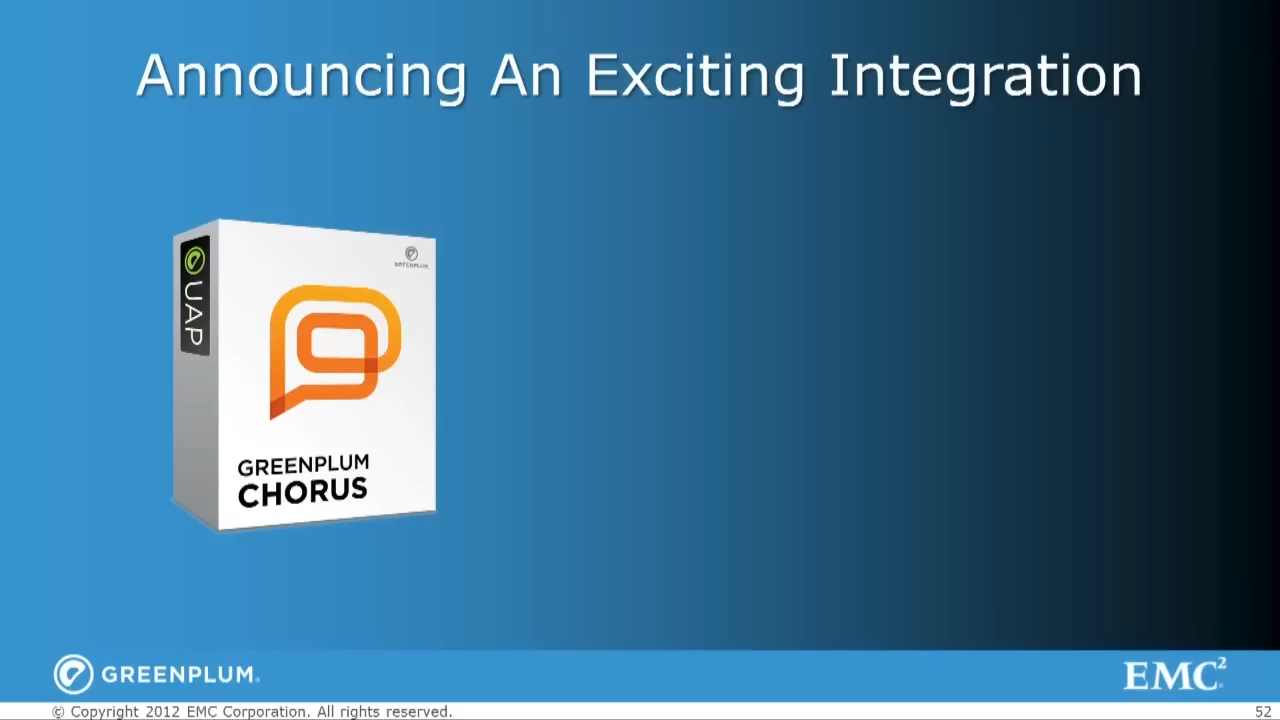 Announcing An Exciting Integration
UAP
GREENPLUM
GREENPLUM
CHORUS
GREENPLUM.
EMC²
© Copyright 2012 EMC Corporation. All rights reserved.
52